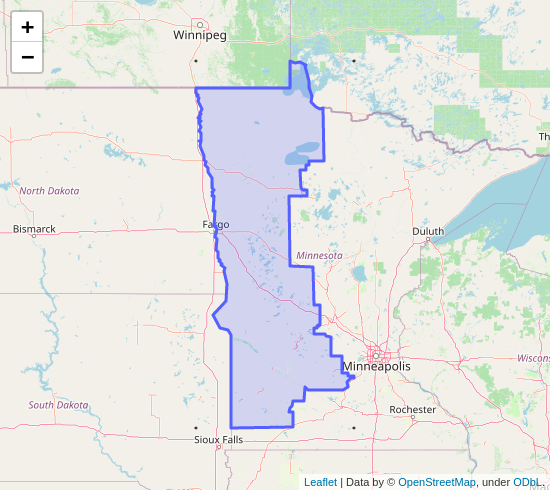 +
−
Winnipeg
Th
North Dakota
Fargo
Bismarck
Duluth
Minnesota
Minneapolis
Wiscons
South Dakota
Rochester
Sioux Falls
Leaflet | Data by © OpenStreetMap, under ODbL.